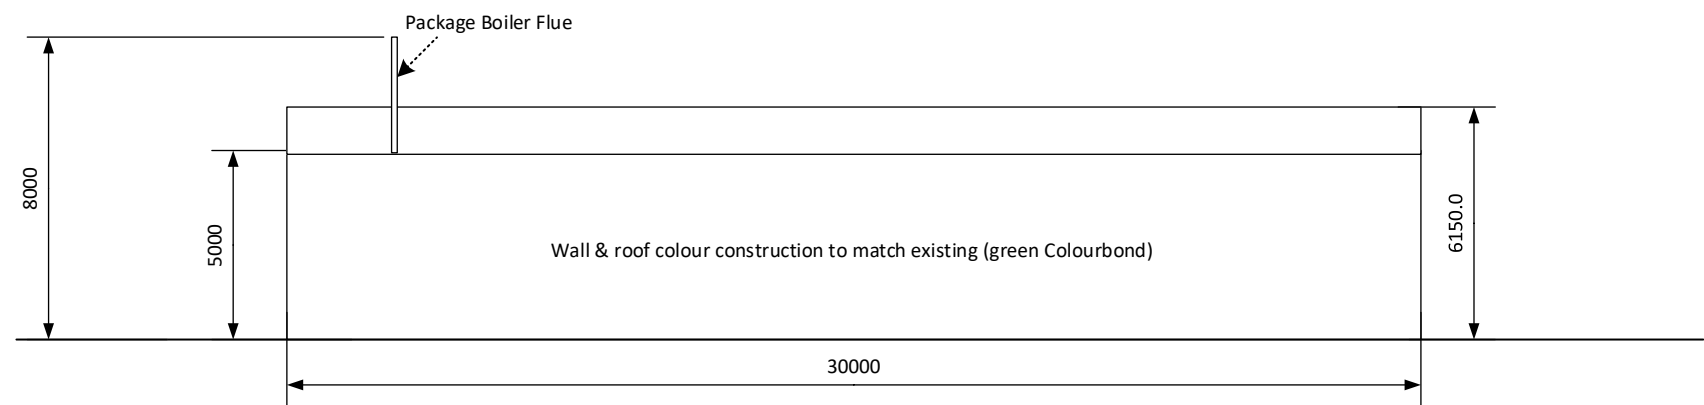 Package Boiler Flue
8000
5000
6150.0
Wall & roof colour construction to match existing (green Colourbond)
30000